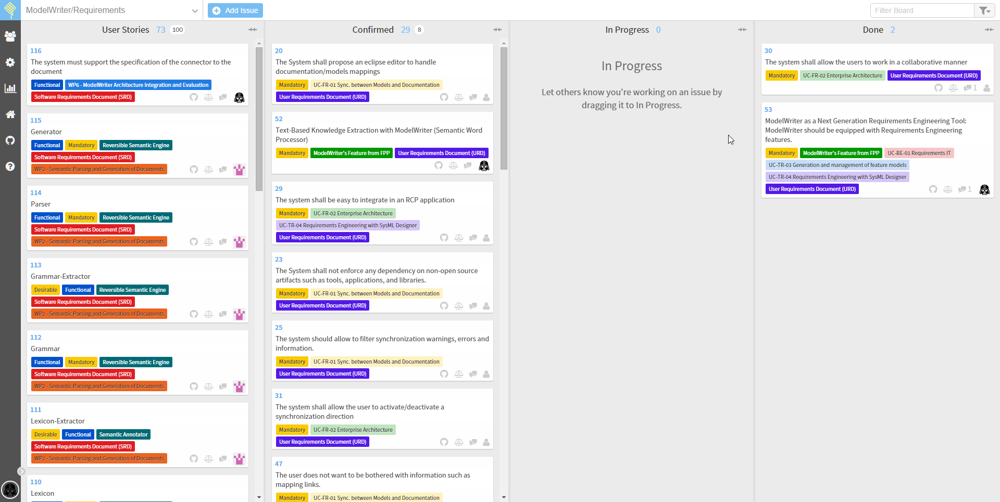 ModelWriter/Requirements
Add Issue
Filter Board
User Stories 73 100
116
The system must support the specification of the connector to the
document
Functional WP6 - ModelWriter Architecture Integration and Evaluation
Software Requirements Document (SRD)
115
Generator
Functional Mandatory Reversible Semantic Engine
Software Requirements Document (SRD)
WP2 - Semantic Parsing and Generation of Documents
114
Parser
Functional Mandatory Reversible Semantic Engine
Software Requirements Document (SRD)
WP2 - Semantic Parsing and Generation of Documents
113
Grammar-Extractor
Desirable Functional Reversible Semantic Engine
Software Requirements Document (SRD)
WP2 - Semantic Parsing and Generation of Documents
112
Grammar
Functional Mandatory Reversible Semantic Engine
Software Requirements Document (SRD)
WP2 - Semantic Parsing and Generation of Documents
111
Lexicon-Extractor
Desirable Functional Semantic Annotator
Software Requirements Document (SRD)
WP2 - Semantic Parsing and Generation of Documents
110
Lexicon
Confirmed 29 8
20
The System shall propose an eclipse editor to handle
documentation/models mappings
Mandatory UC-FR-01 Sync. between Models and Documentation
User Requirements Document (URD)
52
Text-Based Knowledge Extraction with ModelWriter (Semantic Word
Processor)
Mandatory ModelWriter's Feature from FPP User Requirements Document (URD)
29
The system shall be easy to integrate in an RCP application
Mandatory UC-FR-02 Enterprise Architecture
UC-TR-04 Requirements Engineering with SysML Designer
User Requirements Document (URD)
23
The System shall not enforce any dependency on non-open source
artifacts such as tools, applications, and libraries.
Mandatory UC-FR-01 Sync. between Models and Documentation
User Requirements Document (URD)
25
The system should allow to filter synchronization warnings, errors and
information.
Mandatory UC-FR-01 Sync. between Models and Documentation
User Requirements Document (URD)
31
The system shall allow the user to activate/deactivate a
synchronization direction
Mandatory UC-FR-02 Enterprise Architecture
User Requirements Document (URD)
47
The user does not want to be bothered with information such as
mapping links.
Mandatory UC-FR-01 Sync. between Models and Documentation
In Progress 0
In Progress
Let others know you're working on an issue by
dragging it to In Progress.
Done 2
30
The system shall allow the users to work in a collaborative manner
Mandatory UC-FR-02 Enterprise Architecture User Requirements Document (URD)
1
53
ModelWriter as a Next Generation Requirements Engineering Tool:
ModelWriter should be equipped with Requirements Engineering
features.
Mandatory ModelWriter's Feature from FPP UC-BE-01 Requirements IT
UC-TR-03 Generation and management of feature models
UC-TR-04 Requirements Engineering with SysML Designer
User Requirements Document (URD) 1